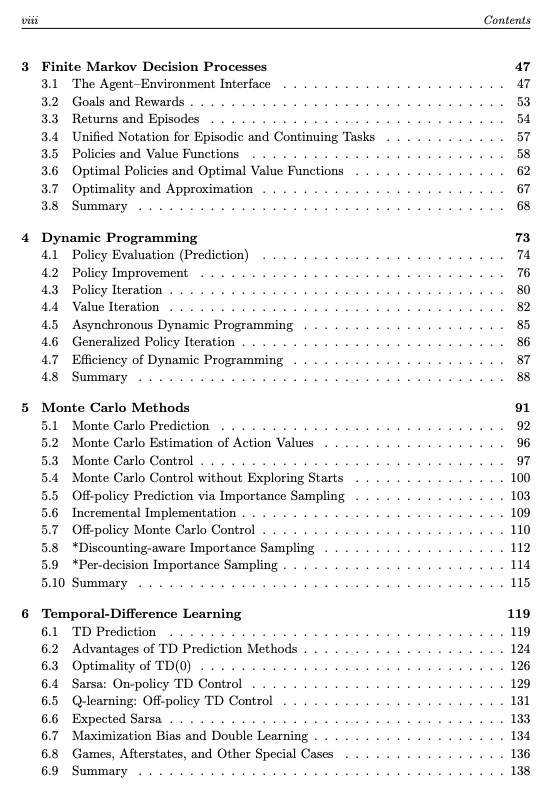 viii Contents
3 Finite Markov Decision Processes 47
3.1 The Agent–Environment Interface . . . . . . . . . . . . . . . . . . . . . . 47
3.2 Goals and Rewards . . . . . . . . . . . . . . . . . . . . . . . . . . . . . . . 53
3.3 Returns and Episodes . . . . . . . . . . . . . . . . . . . . . . . . . . . . . 54
3.4 Unified Notation for Episodic and Continuing Tasks . . . . . . . . . . . . 57
3.5 Policies and Value Functions . . . . . . . . . . . . . . . . . . . . . . . . . 58
3.6 Optimal Policies and Optimal Value Functions . . . . . . . . . . . . . . . 62
3.7 Optimality and Approximation . . . . . . . . . . . . . . . . . . . . . . . . 67
3.8 Summary . . . . . . . . . . . . . . . . . . . . . . . . . . . . . . . . . . . . 68
4 Dynamic Programming 73
4.1 Policy Evaluation (Prediction) . . . . . . . . . . . . . . . . . . . . . . . . 74
4.2 Policy Improvement . . . . . . . . . . . . . . . . . . . . . . . . . . . . . . 76
4.3 Policy Iteration . . . . . . . . . . . . . . . . . . . . . . . . . . . . . . . . . 80
4.4 Value Iteration . . . . . . . . . . . . . . . . . . . . . . . . . . . . . . . . . 82
4.5 Asynchronous Dynamic Programming . . . . . . . . . . . . . . . . . . . . 85
4.6 Generalized Policy Iteration . . . . . . . . . . . . . . . . . . . . . . . . . . 86
4.7 Efficiency of Dynamic Programming . . . . . . . . . . . . . . . . . . . . . 87
4.8 Summary . . . . . . . . . . . . . . . . . . . . . . . . . . . . . . . . . . . . 88
5 Monte Carlo Methods 91
5.1 Monte Carlo Prediction . . . . . . . . . . . . . . . . . . . . . . . . . . . . 92
5.2 Monte Carlo Estimation of Action Values . . . . . . . . . . . . . . . . . . 96
5.3 Monte Carlo Control . . . . . . . . . . . . . . . . . . . . . . . . . . . . . . 97
5.4 Monte Carlo Control without Exploring Starts . . . . . . . . . . . . . . . 100
5.5 Off-policy Prediction via Importance Sampling . . . . . . . . . . . . . . . 103
5.6 Incremental Implementation . . . . . . . . . . . . . . . . . . . . . . . . . . 109
5.7 Off-policy Monte Carlo Control . . . . . . . . . . . . . . . . . . . . . . . . 110
5.8 *Discounting-aware Importance Sampling . . . . . . . . . . . . . . . . . . 112
5.9 *Per-decision Importance Sampling . . . . . . . . . . . . . . . . . . . . . . 114
5.10 Summary . . . . . . . . . . . . . . . . . . . . . . . . . . . . . . . . . . . . 115
6 Temporal-Difference Learning 119
6.1 TD Prediction . . . . . . . . . . . . . . . . . . . . . . . . . . . . . . . . . 119
6.2 Advantages of TD Prediction Methods . . . . . . . . . . . . . . . . . . . . 124
6.3 Optimality of TD(0) . . . . . . . . . . . . . . . . . . . . . . . . . . . . . . 126
6.4 Sarsa: On-policy TD Control . . . . . . . . . . . . . . . . . . . . . . . . . 129
6.5 Q-learning: Off-policy TD Control . . . . . . . . . . . . . . . . . . . . . . 131
6.6 Expected Sarsa . . . . . . . . . . . . . . . . . . . . . . . . . . . . . . . . . 133
6.7 Maximization Bias and Double Learning . . . . . . . . . . . . . . . . . . . 134
6.8 Games, Afterstates, and Other Special Cases . . . . . . . . . . . . . . . . 136
6.9 Summary . . . . . . . . . . . . . . . . . . . . . . . . . . . . . . . . . . . . 138